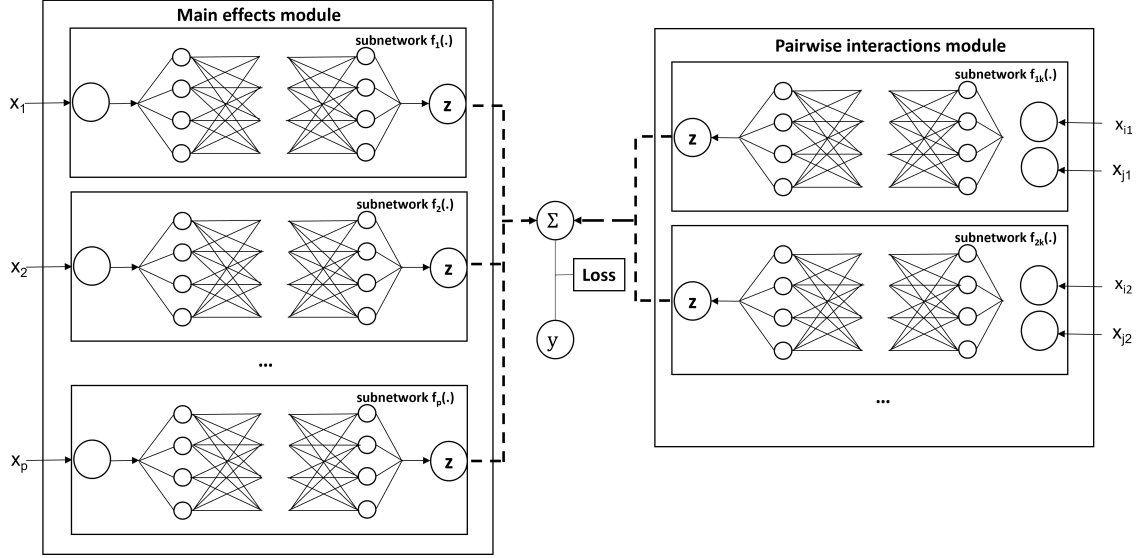 Main effects module
subnetwork f1(.)
x1
z
subnetwork f2(.)
x2
z
...
subnetwork fp(.)
xp
z
Σ
Loss
y
Pairwise interactions module
subnetwork f1k(.)
z
xi1
xj1
subnetwork f2k(.)
z
xi2
xj2
...